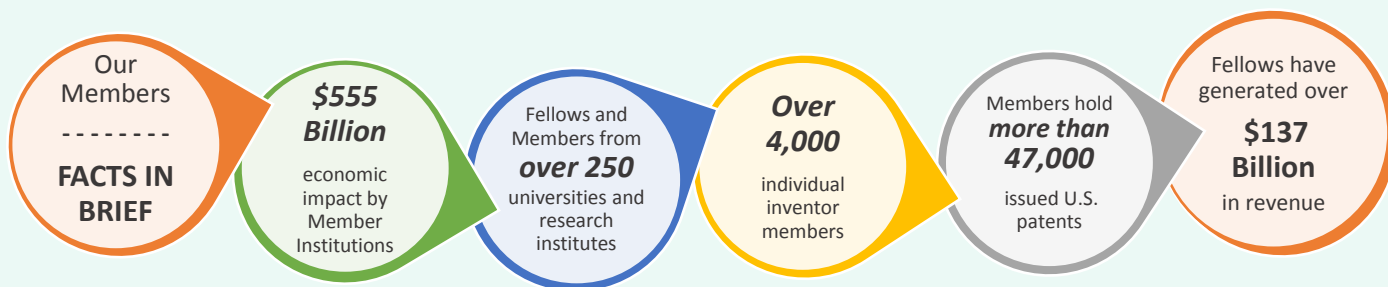 Our
Members
--------
FACTS IN
BRIEF
$555
Billion
economic
impact by
Member
Institutions
Fellows and
Members from
over 250
universities and
research
institutes
Over
4,000
individual
inventor
members
Members hold
more than
47,000
issued U.S.
patents
Fellows have
generated over
$137
Billion
in revenue